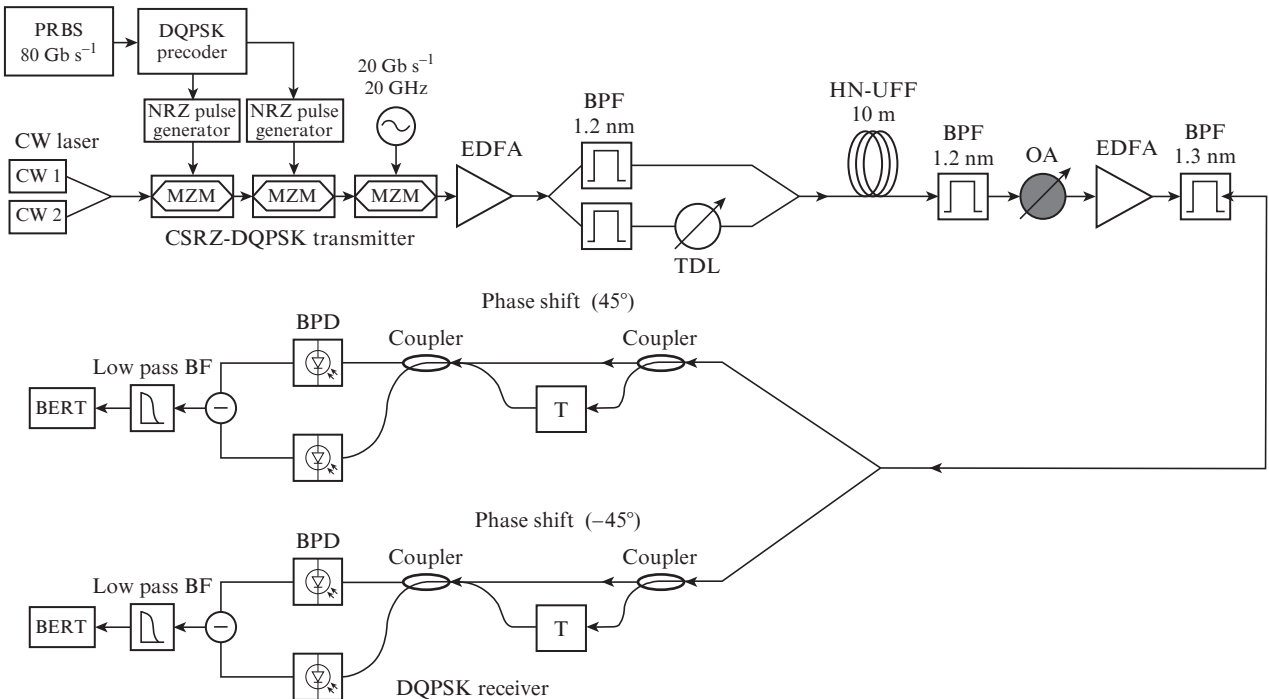 PRBS
80 Gb s⁻¹
DQPSK
precoder
20 Gb s⁻¹
20 GHz
NRZ pulse
generator
NRZ pulse
generator
CW laser
CW 1
CW 2
MZM
MZM
MZM
CSRZ-DQPSK transmitter
EDFA
BPF
1.2 nm
TDL
HN-UFF
10 m
BPF
1.2 nm
OA
EDFA
BPF
1.3 nm
Phase shift (45°)
BPD
Coupler
Coupler
Low pass BF
BERT
−
T
Phase shift (−45°)
BPD
Coupler
Coupler
Low pass BF
BERT
−
T
DQPSK receiver